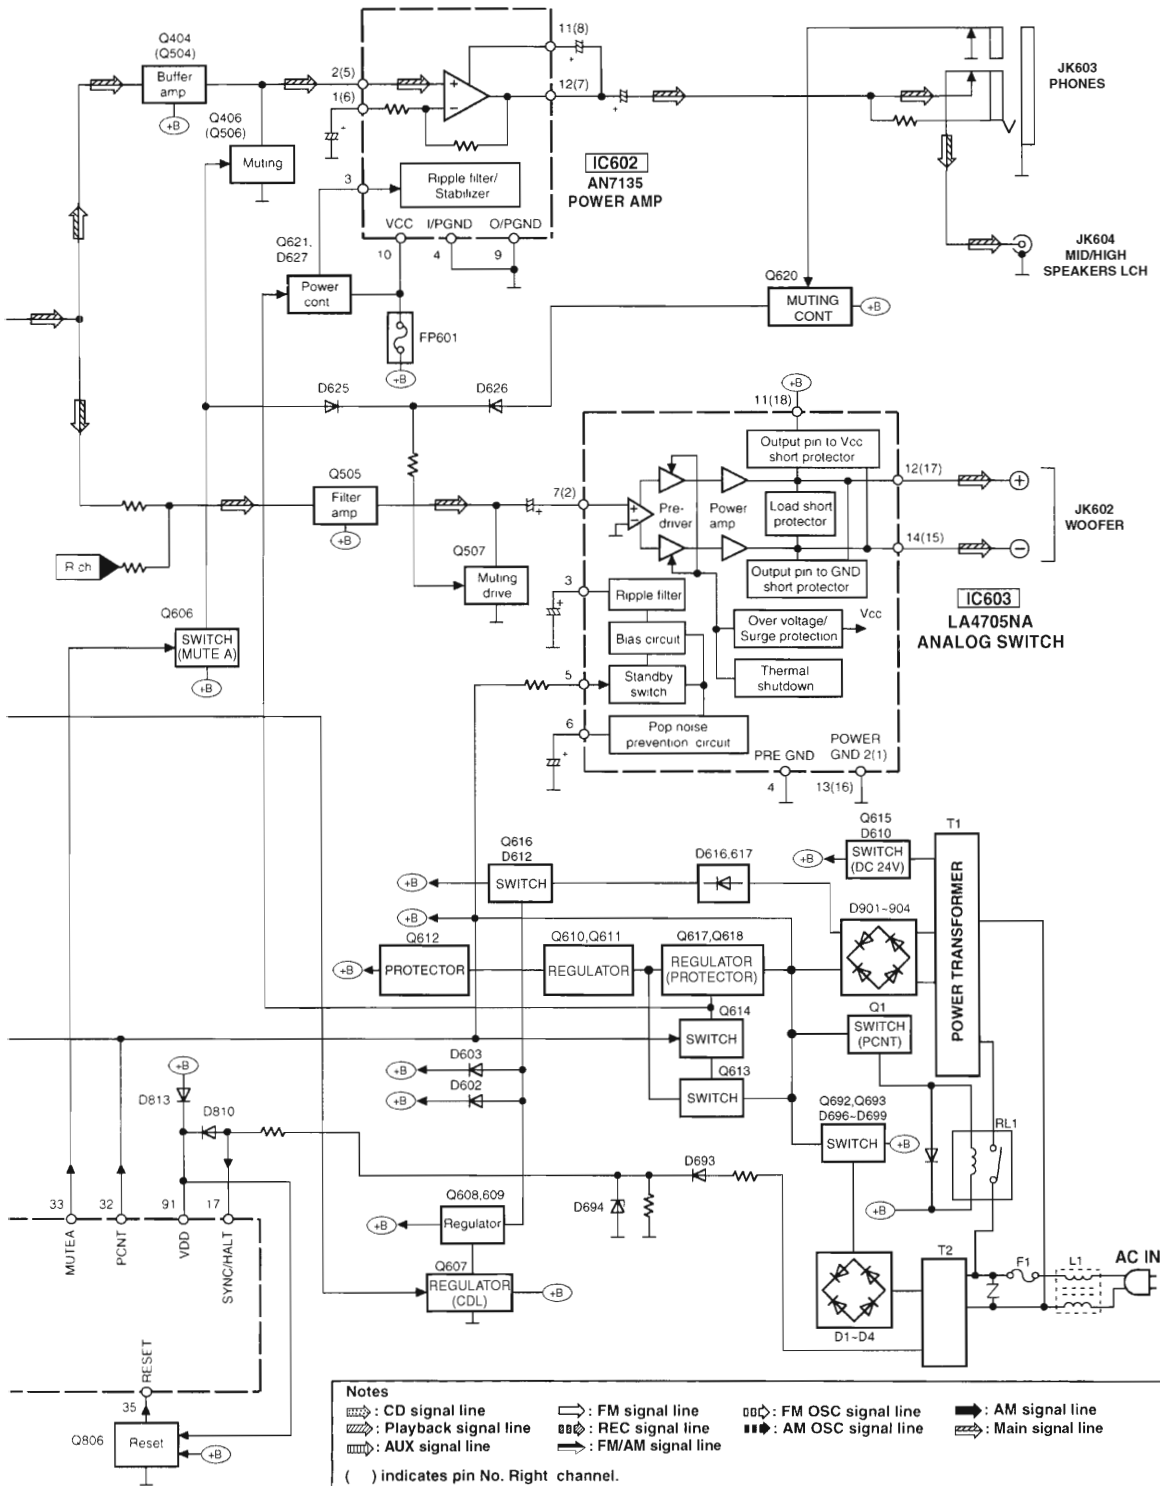 Q404
(Q504)
Buffer
amp
+B
Q406
(Q506)
Muting
2(5)
1(6)
3
11(8)
12(7)
Ripple filter/
Stabilizer
VCC
I/PGND
O/PGND
10
4
9
IC602
AN7135
POWER AMP
JK603
PHONES
JK604
MID/HIGH
SPEAKERS LCH
Q621,
D627
Power
cont
FP601
+B
Q620
MUTING
CONT
+B
D625
D626
+B
11(18)
Output pin to Vcc
short protector
12(17)
Q505
Filter
amp
+B
7(2)
Pre-
driver
Power
amp
Load short
protector
14(15)
JK602
WOOFER
R ch
Q507
Muting
drive
Output pin to GND
short protector
3
Ripple filter
Bias circuit
Over voltage/
Surge protection
Vcc
IC603
LA4705NA
ANALOG SWITCH
Q606
SWITCH
(MUTE A)
+B
5
Standby
switch
Thermal
shutdown
6
Pop noise
prevention circuit
PRE GND
POWER
GND 2(1)
4
13(16)
Q616
D612
SWITCH
+B
D616,617
Q615
D610
SWITCH
(DC 24V)
+B
T1
POWER TRANSFORMER
+B
D901~904
Q612
PROTECTOR
+B
Q610,Q611
REGULATOR
Q617,Q618
REGULATOR
(PROTECTOR)
Q614
SWITCH
Q1
SWITCH
(PCNT)
Q613
SWITCH
+B
D603
+B
D602
+B
D813
D810
Q692,Q693
D696~D699
SWITCH
+B
RL1
D693
D694
+B
33
32
91
17
MUTEA
PCNT
VDD
SYNC/HALT
Q608,609
Regulator
+B
Q607
REGULATOR
(CDL)
+B
T2
F1
L1
AC IN
D1~D4
RESET
35
Q806
Reset
+B
Notes
: CD signal line
: FM signal line
: FM OSC signal line
: AM signal line
: Playback signal line
: REC signal line
: AM OSC signal line
: Main signal line
: AUX signal line
: FM/AM signal line
( ) indicates pin No. Right channel.